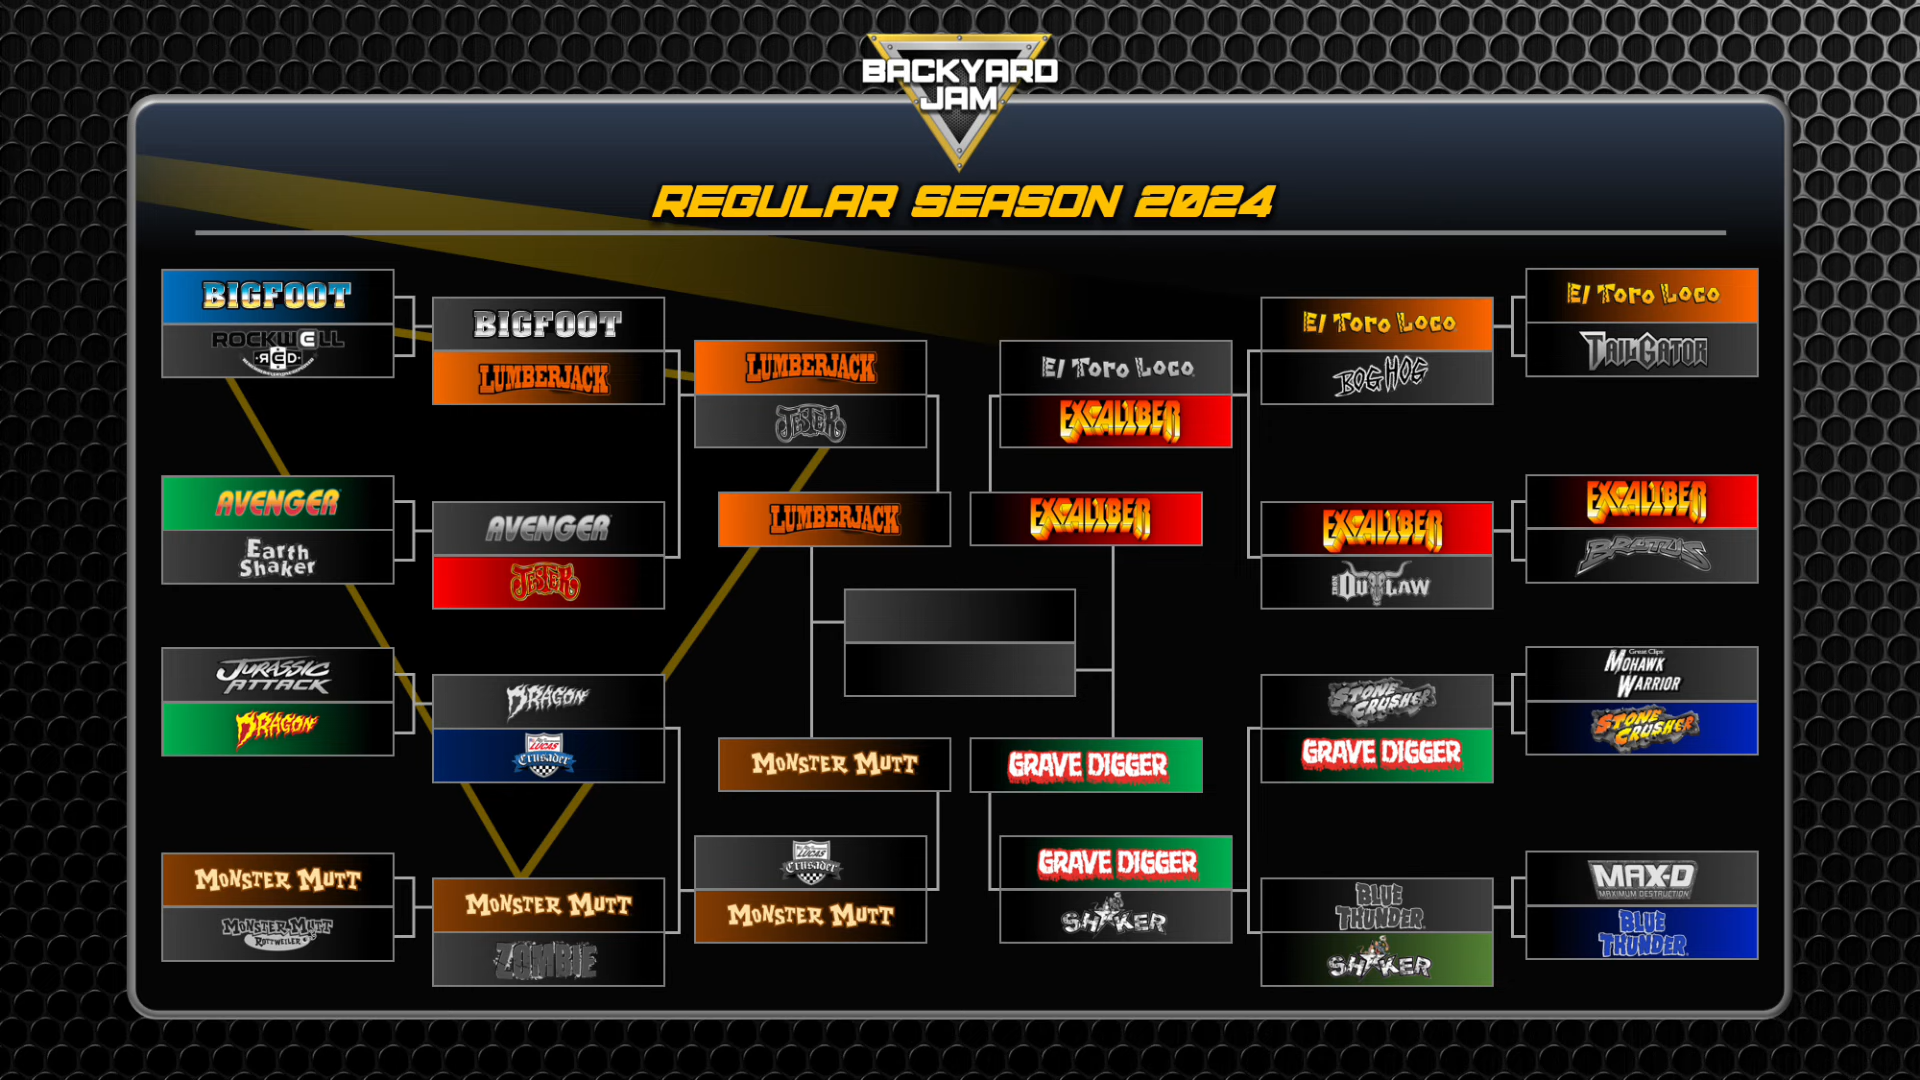 BACKYARD
JAM
REGULAR SEASON 2024
BIGFOOT
ROCKWELL
RED
AVENGER
Earth
Shaker
JURASSIC
ATTACK
DRAGON
MONSTER MUTT
MONSTER MUTT
ROTTWEILER
BIGFOOT
LUMBERJACK
AVENGER
JESTER
DRAGON
LUCAS
Crusader
MONSTER MUTT
ZOMBIE
LUMBERJACK
JESTER
LUMBERJACK
MONSTER MUTT
LUCAS
Crusader
MONSTER MUTT
El Toro Loco
EXCALIBER
EXCALIBER
GRAVE DIGGER
GRAVE DIGGER
SHAKER
El Toro Loco
BOG HOG
EXCALIBER
IRON OUTLAW
STONE
CRUSHER
GRAVE DIGGER
BLUE
THUNDER
SHAKER
El Toro Loco
TAILGATOR
EXCALIBER
BRUTUS
Great Clips
MOHAWK
WARRIOR
STONE
CRUSHER
MAX-D
MAXIMUM DESTRUCTION
BLUE
THUNDER